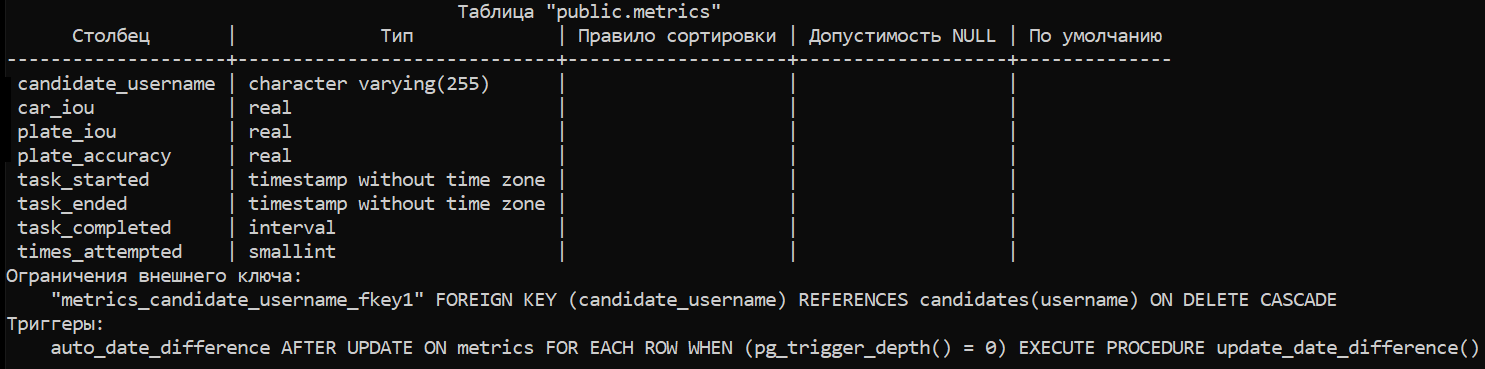 Таблица "public.metrics"
Столбец | Тип | Правило сортировки | Допустимость NULL | По умолчанию
--------------------+-----------------------------+--------------------+-------------------+--------------
candidate_username | character varying(255) | | |
car_iou | real | | |
plate_iou | real | | |
plate_accuracy | real | | |
task_started | timestamp without time zone | | |
task_ended | timestamp without time zone | | |
task_completed | interval | | |
times_attempted | smallint | | |
Ограничения внешнего ключа:
"metrics_candidate_username_fkey1" FOREIGN KEY (candidate_username) REFERENCES candidates(username) ON DELETE CASCADE
Триггеры:
auto_date_difference AFTER UPDATE ON metrics FOR EACH ROW WHEN (pg_trigger_depth() = 0) EXECUTE PROCEDURE update_date_difference()